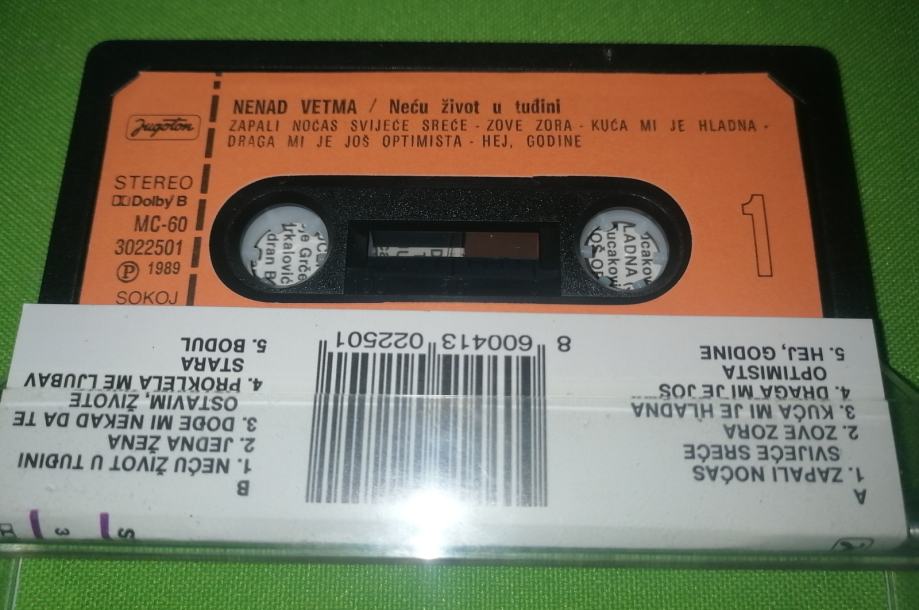 Jugoton
STEREO
Dolby B
MC-60
3022501
Ⓟ 1989
SOKOJ
NENAD VETMA / Neću život u tuđini
ZAPALI NOĆAS SVIJEĆE SREĆE - ZOVE ZORA - KUĆA MI JE HLADNA -
DRAGA MI JE JOŠ OPTIMISTA - HEJ, GODINE
1
A
1. ZAPALI NOĆAS
SVIJEĆE SREĆE
2. ZOVE ZORA
3. KUĆA MI JE HLADNA
4. DRAGA MI JE JOŠ
OPTIMISTA
5. HEJ, GODINE
8 600413 022501
B
1. NEĆU ŽIVOT U TUĐINI
2. JEDNA ŽENA
3. DOĐE MI NEKAD DA TE
OSTAVIM, ŽIVOTE
4. PROKLELA ME LJUBAV
STARA
5. BODUL